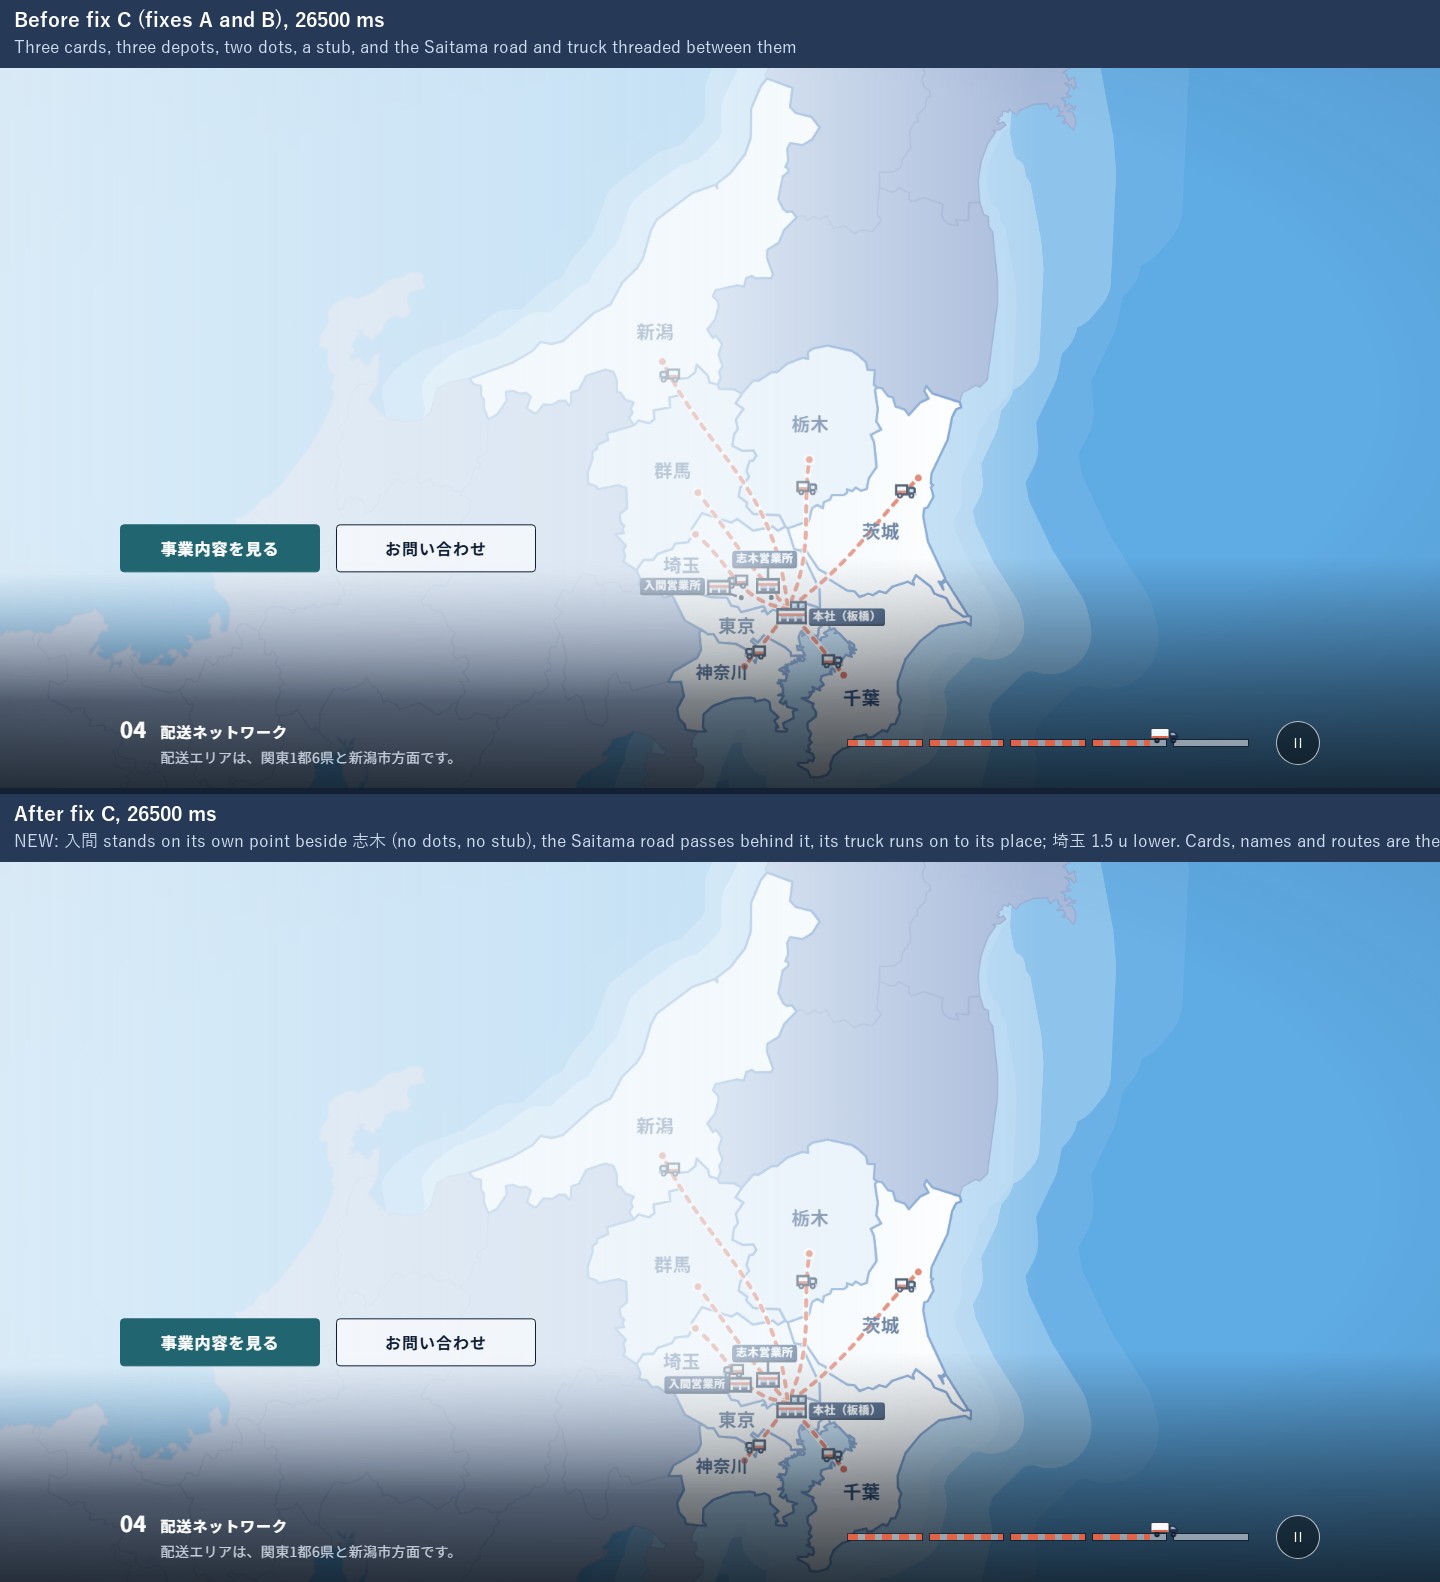 Before fix C (fixes A and B), 26500 ms
Three cards, three depots, two dots, a stub, and the Saitama road and truck threaded between them
新潟
栃木
群馬
茨城
志木営業所
埼玉
入間営業所
本社（板橋）
東京
神奈川
千葉
事業内容を見る
お問い合わせ
04 配送ネットワーク
配送エリアは、関東1都6県と新潟市方面です。
After fix C, 26500 ms
NEW: 入間 stands on its own point beside 志木 (no dots, no stub), the Saitama road passes behind it, its truck runs on to its place; 埼玉 1.5 u lower. Cards, names and routes are the
新潟
栃木
群馬
茨城
志木営業所
埼玉
入間営業所
本社（板橋）
東京
神奈川
千葉
事業内容を見る
お問い合わせ
04 配送ネットワーク
配送エリアは、関東1都6県と新潟市方面です。